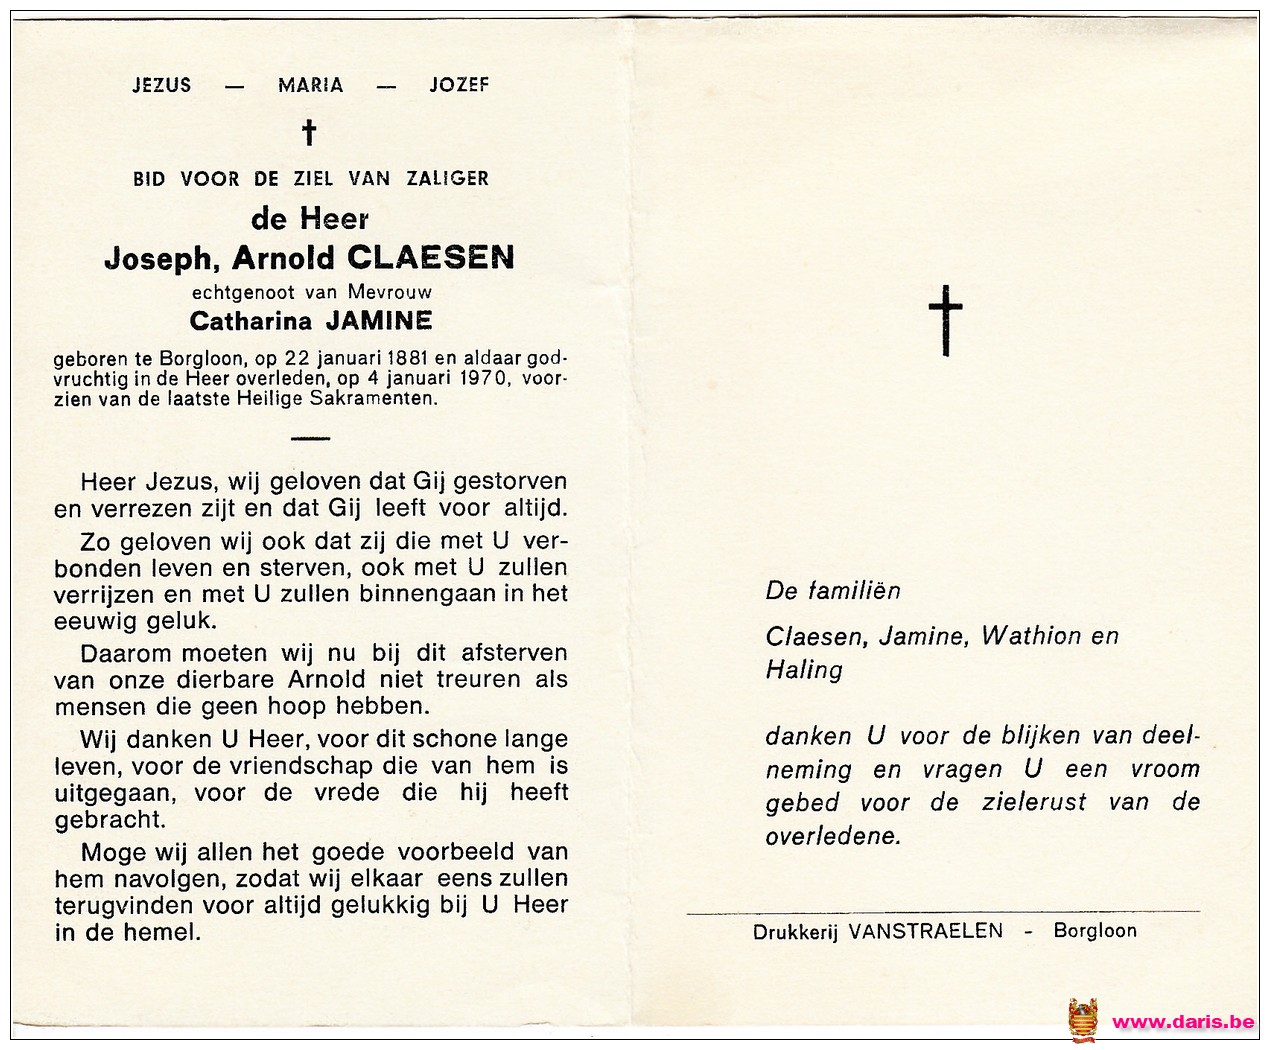 JEZUS — MARIA — JOZEF
BID VOOR DE ZIEL VAN ZALIGER
de Heer
Joseph, Arnold CLAESEN
echtgenoot van Mevrouw
Catharina JAMINE
geboren te Borgloon, op 22 januari 1881 en aldaar god-
vruchtig in de Heer overleden, op 4 januari 1970, voor-
zien van de laatste Heilige Sakramenten.
Heer Jezus, wij geloven dat Gij gestorven
en verrezen zijt en dat Gij leeft voor altijd.
Zo geloven wij ook dat zij die met U ver-
bonden leven en sterven, ook met U zullen
verrijzen en met U zullen binnengaan in het
eeuwig geluk.
Daarom moeten wij nu bij dit afsterven
van onze dierbare Arnold niet treuren als
mensen die geen hoop hebben.
Wij danken U Heer, voor dit schone lange
leven, voor de vriendschap die van hem is
uitgegaan, voor de vrede die hij heeft
gebracht.
Moge wij allen het goede voorbeeld van
hem navolgen, zodat wij elkaar eens zullen
terugvinden voor altijd gelukkig bij U Heer
in de hemel.
De familiën
Claesen, Jamine, Wathion en
Haling
danken U voor de blijken van deel-
neming en vragen U een vroom
gebed voor de zielerust van de
overledene.
Drukkerij VANSTRAELEN - Borgloon
www.daris.be